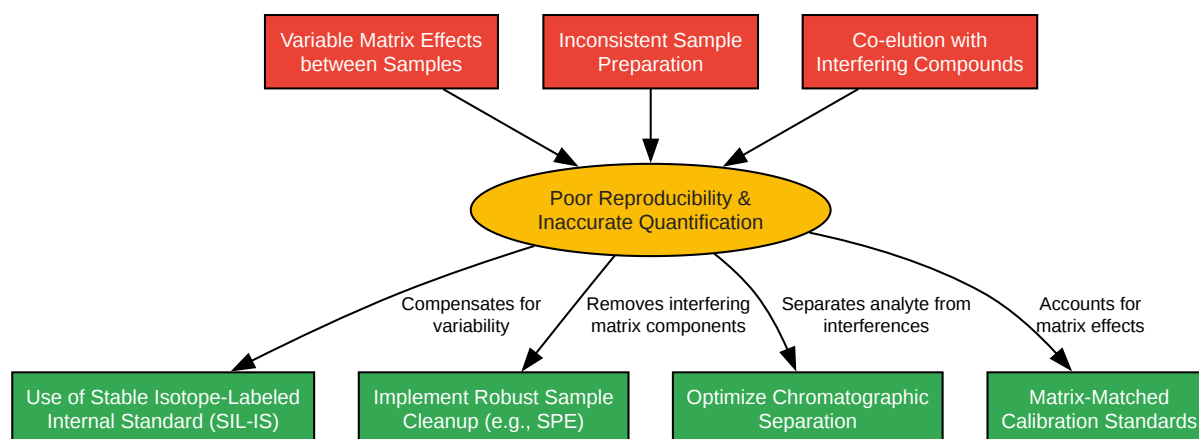 Variable Matrix Effects
between Samples
Inconsistent Sample
Preparation
Co-elution with
Interfering Compounds
Poor Reproducibility &
Inaccurate Quantification
Compensates for
variability
Removes interfering
matrix components
Separates analyte from
interferences
Accounts for
matrix effects
Use of Stable Isotope-Labeled
Internal Standard (SIL-IS)
Implement Robust Sample
Cleanup (e.g., SPE)
Optimize Chromatographic
Separation
Matrix-Matched
Calibration Standards